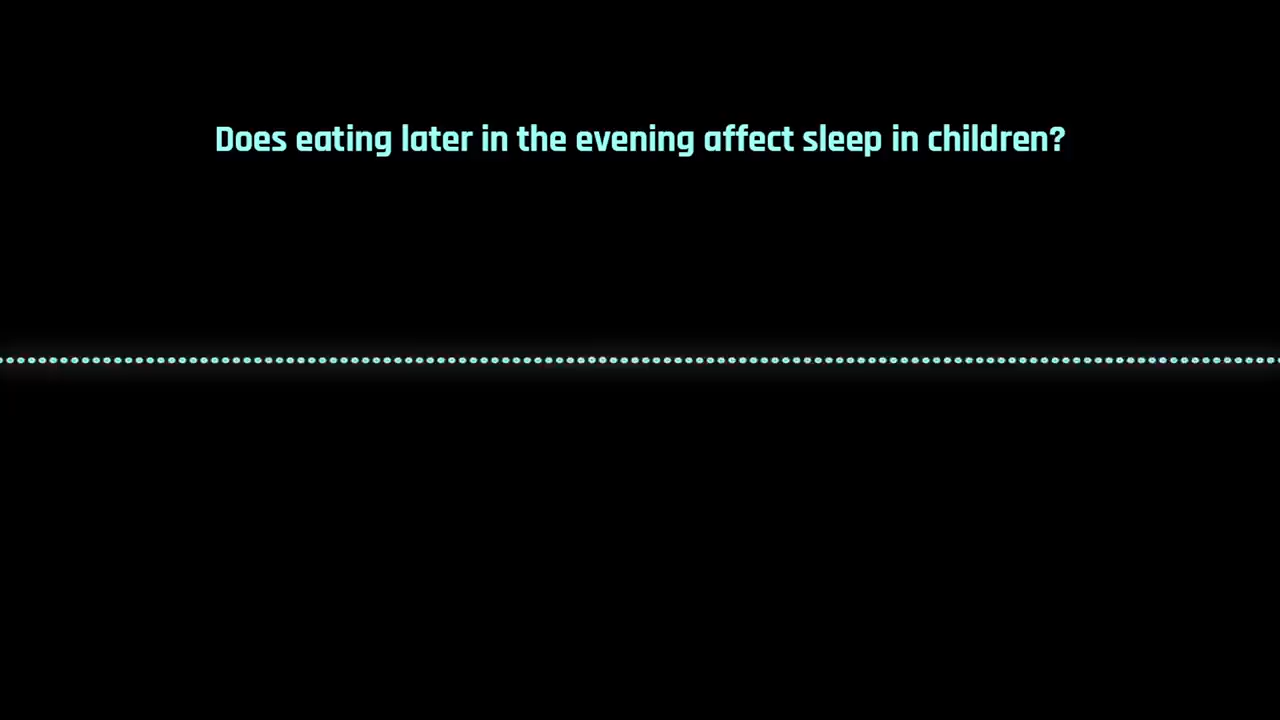 Does eating later in the evening affect sleep in children?